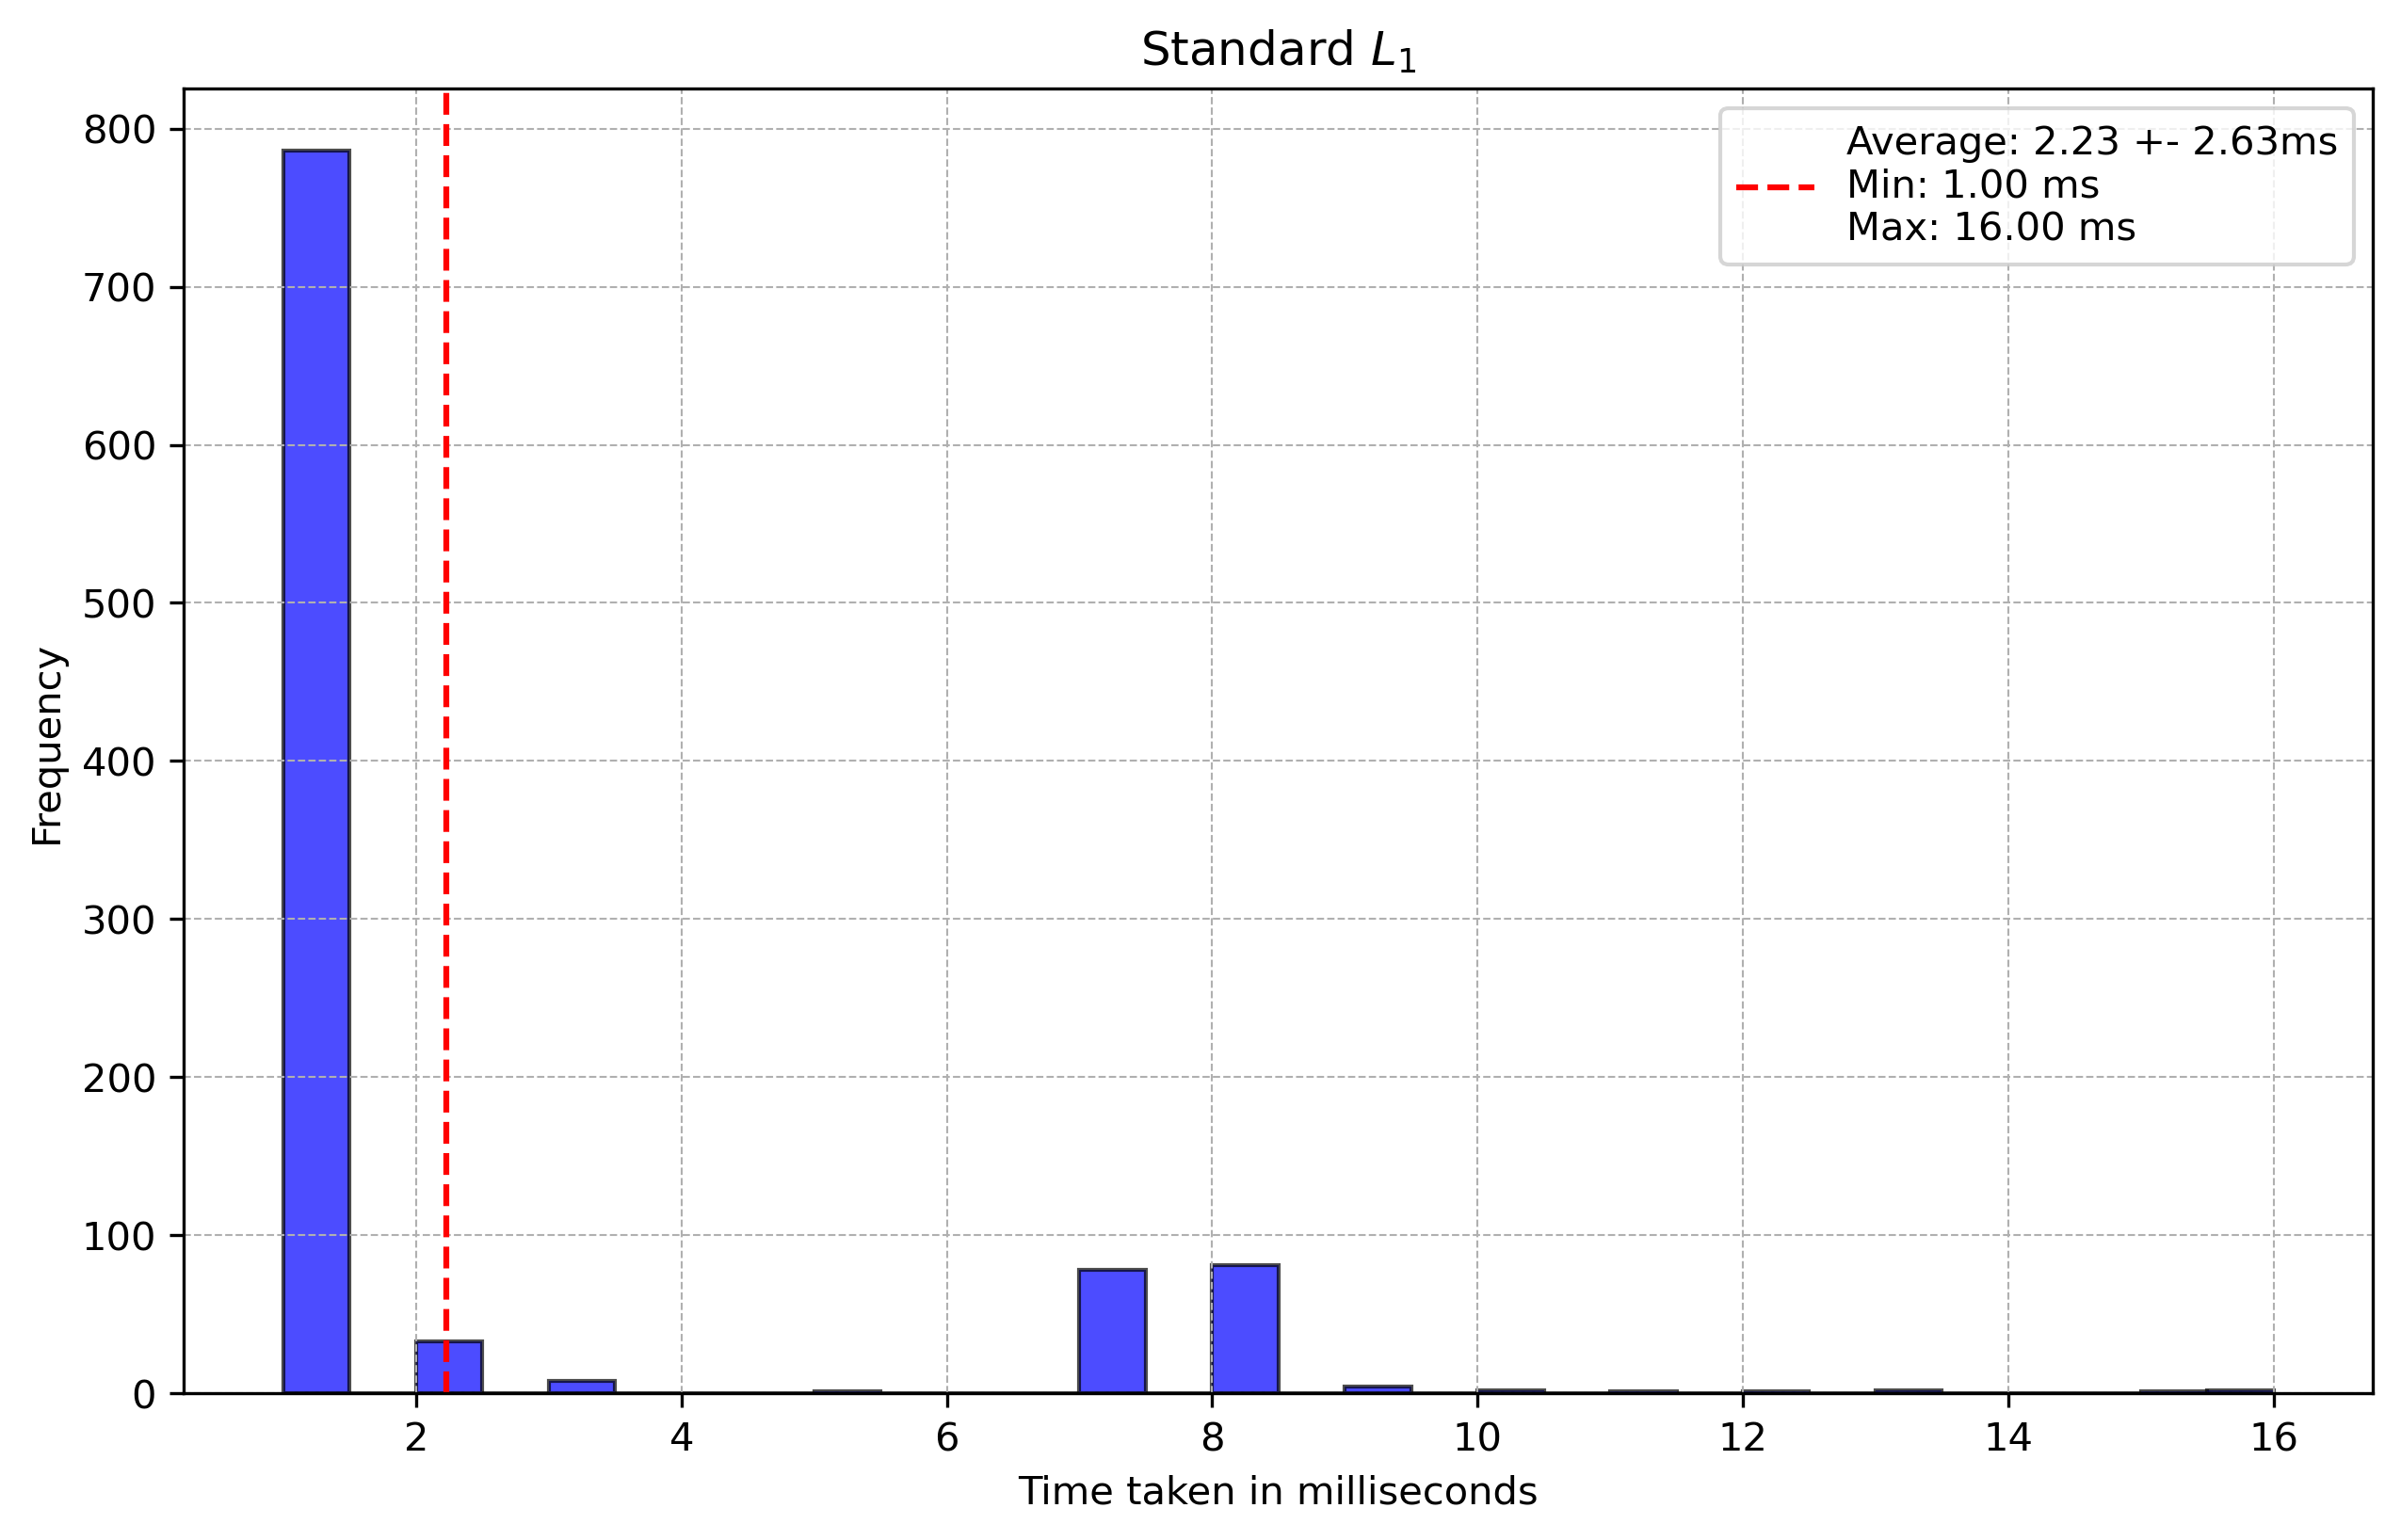 Standard L₁
Average: 2.23 +- 2.63ms
Min: 1.00 ms
Max: 16.00 ms
800
700
600
500
400
300
200
100
0
Frequency
2 4 6 8 10 12 14 16
Time taken in milliseconds